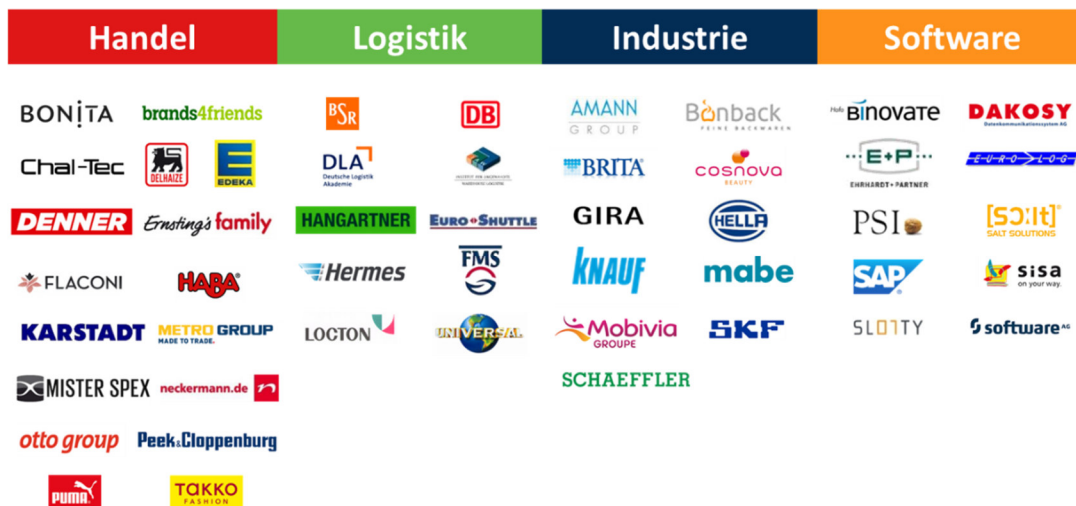 Handel
Logistik
Industrie
Software
BONITA
brands4friends
Chal-Tec
DELHAIZE
EDEKA
DENNER
Ernsting's family
FLACONI
HABA
KARSTADT
METRO GROUP
MADE TO TRADE.
MISTER SPEX
neckermann.de
otto group
Peek&Cloppenburg
PUMA
TAKKO
FASHION
BSR
DB
DLA
Deutsche Logistik
Akademie
HANGARTNER
EURO SHUTTLE
Hermes
FMS
LOCTON
UNIVERSAL
AMANN
GROUP
Bonback
FEINE BACKWAREN
BRITA
cosnova
BEAUTY
GIRA
HELLA
KNAUF
mabe
Mobivia
GROUPE
SKF
SCHAEFFLER
Hallo Binovate
DAKOSY
Datenkommunikationssystem AG
E+P
EHRHARDT + PARTNER
EURO LOG
PSI
[SO:lt]
SALT SOLUTIONS
SAP
sisa
on your way.
SLOTTY
software AG